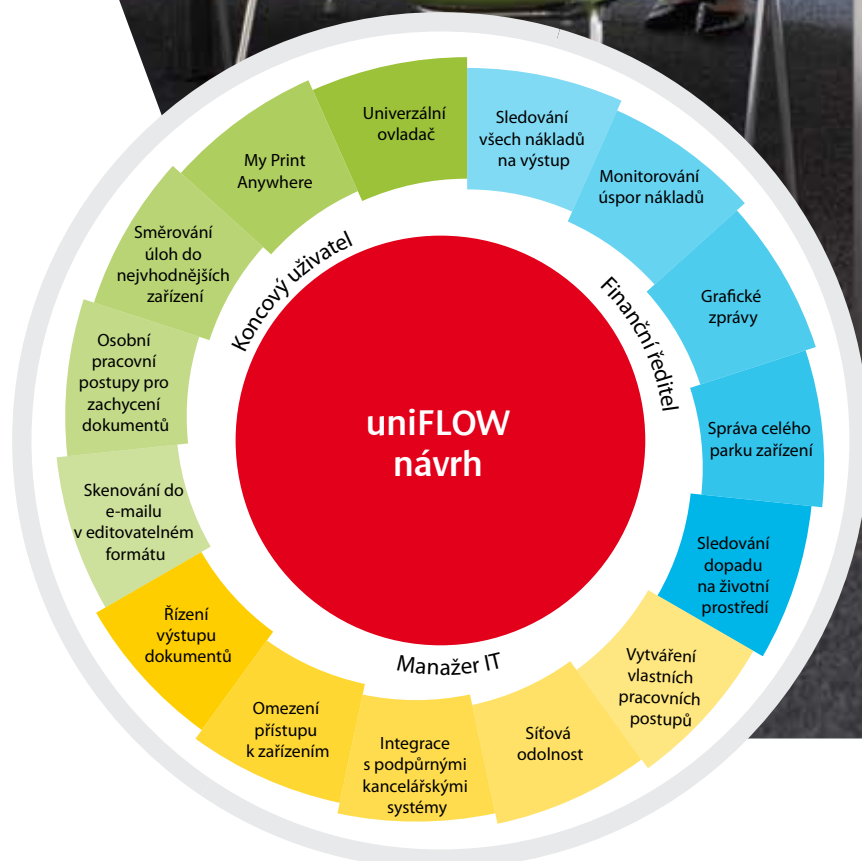 Univerzální
ovladač
Sledování
všech nákladů
na výstup
Monitorování
úspor nákladů
Grafické
zprávy
Správa celého
parku zařízení
Sledování
dopadu
na životní
prostředí
Vytváření
vlastních
pracovních
postupů
Síťová
odolnost
Integrace
s podpůrnými
kancelářskými
systémy
Omezení
přístupu
k zařízením
Řízení
výstupu
dokumentů
Skenování do
e-mailu
v editovatelném
formátu
Osobní
pracovní
postupy pro
zachycení
dokumentů
Směrování
úloh do
nejvhodnějších
zařízení
My Print
Anywhere
Koncový uživatel
Finanční ředitel
Manažer IT
uniFLOW
návrh